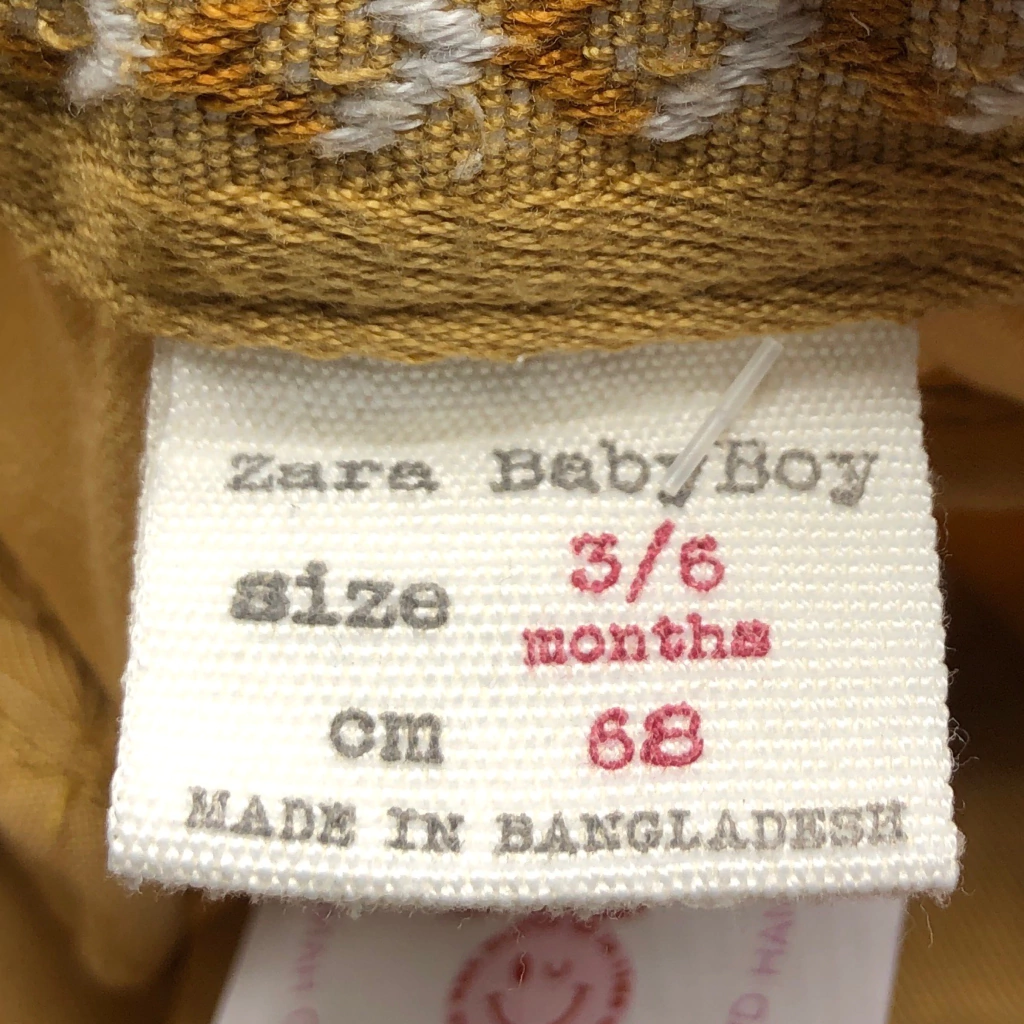 Zara BabyBoy
size 3/6
months
cm 68
MADE IN BANGLADESH